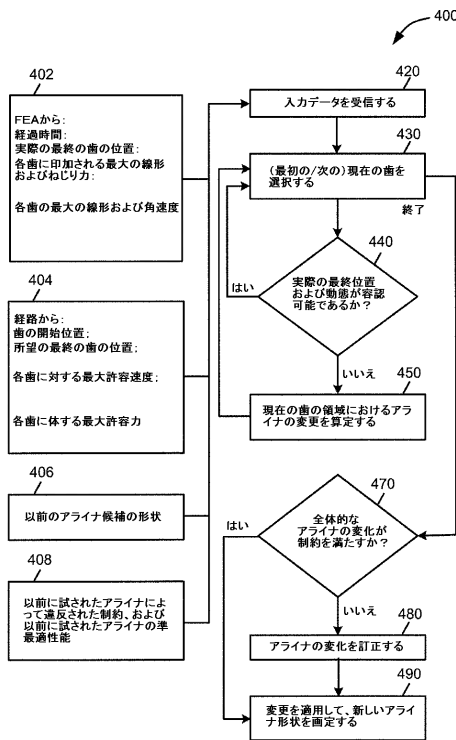 400
402
FEAから:
経過時間:
実際の最終の歯の位置:
各歯に印加される最大の線形
およびねじり力:
各歯の最大の線形および角速度
404
経路から:
歯の開始位置;
所望の最終の歯の位置;
各歯に対する最大許容速度;
各歯に体する最大許容力
406
以前のアライナ候補の形状
408
以前に試されたアライナによ
って違反された制約、および
以前に試されたアライナの準
最適性能
420
入力データを受信する
430
(最初の/次の)現在の歯を
選択する
終了
440
はい
実際の最終位置
および動態が容認
可能であるか?
いいえ
450
現在の歯の領域におけるアラ
イナの変更を算定する
470
はい
全体的な
アライナの変化が
制約を満たすか?
いいえ
480
アライナの変化を訂正する
490
変更を適用して、新しいアライ
ナ形状を画定する